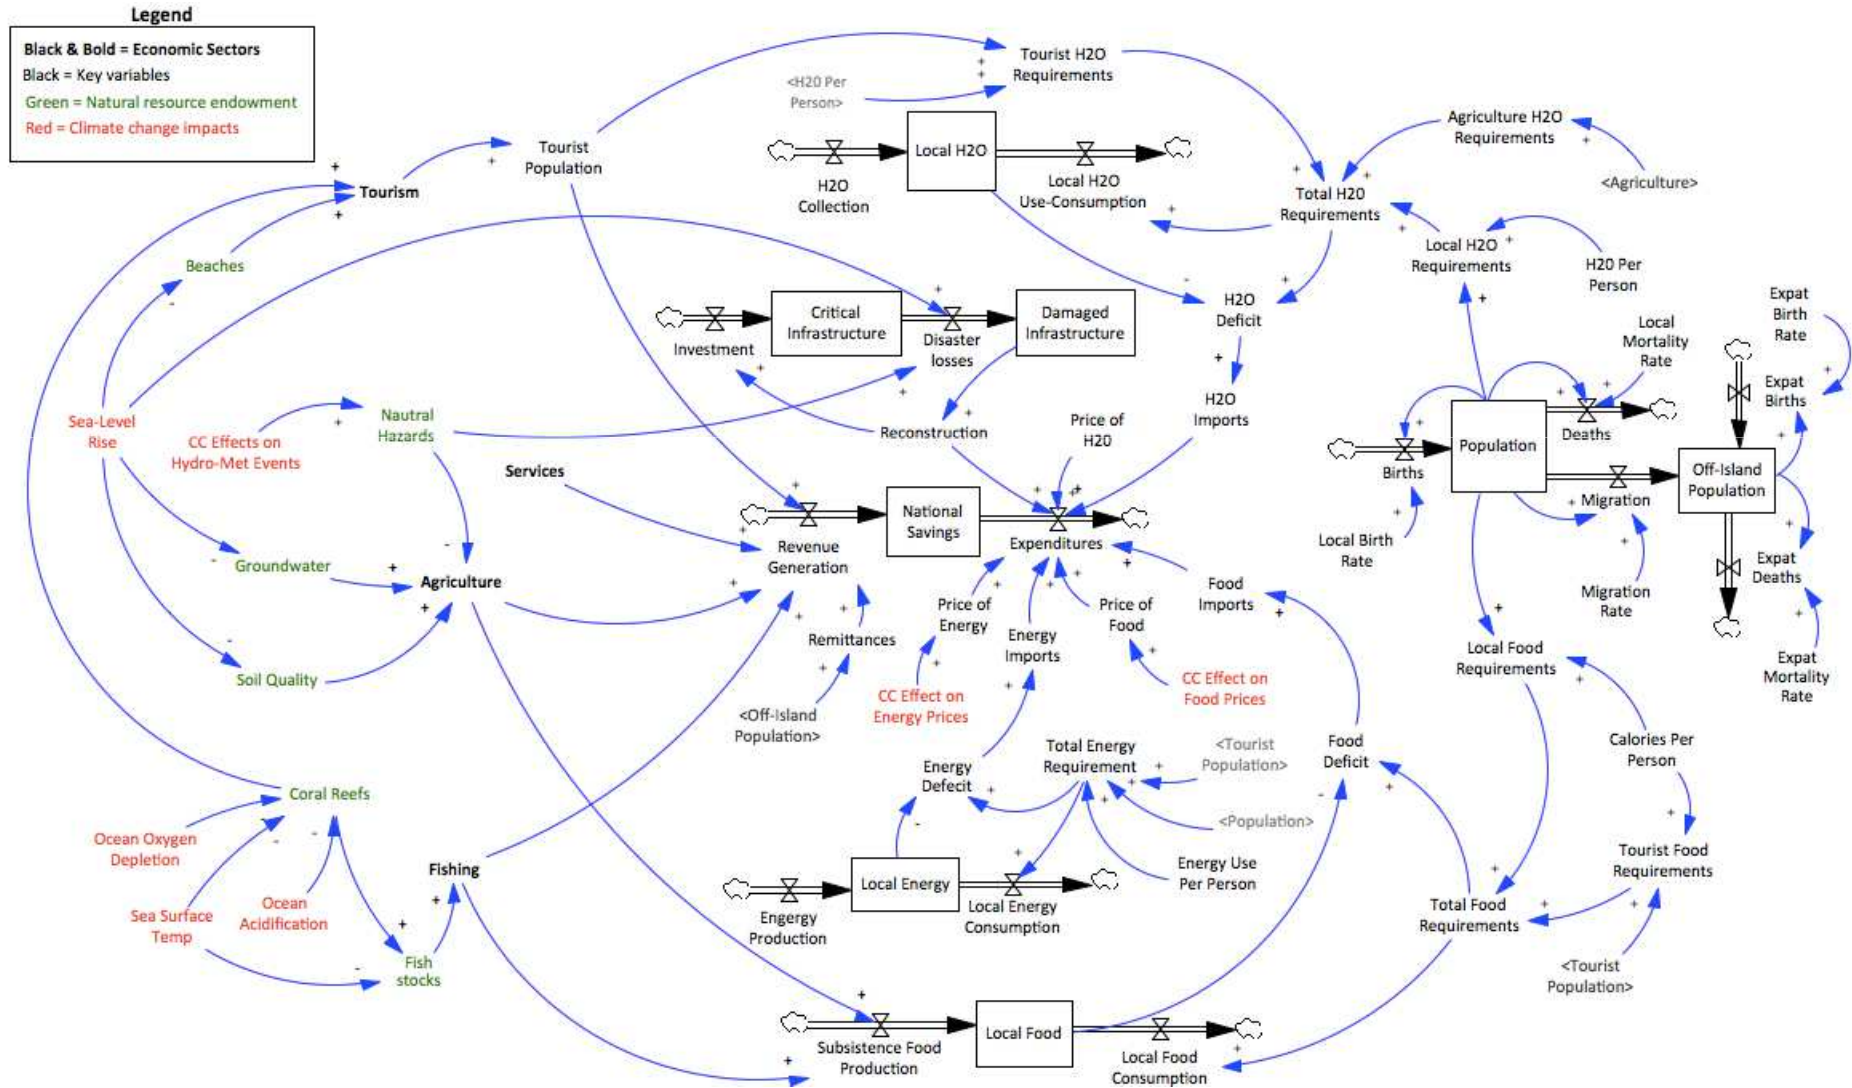 Legend
Black & Bold = Economic Sectors
Black = Key variables
Green = Natural resource endowment
Red = Climate change impacts
Tourist H2O
Requirements
<H20 Per
Person>
Tourist
Population
Local H2O
H2O
Collection
Local H2O
Use-Consumption
Agriculture H2O
Requirements
<Agriculture>
Total H20
Requirements
Tourism
Beaches
Local H2O
Requirements
H20 Per
Person
Critical
Infrastructure
Damaged
Infrastructure
Investment
Disaster
losses
H2O
Deficit
Expat
Birth
Rate
Local
Mortality
Rate
Expat
Births
Sea-Level
Rise
CC Effects on
Hydro-Met Events
Nautral
Hazards
Reconstruction
Price of
H20
H2O
Imports
Population
Deaths
Births
Migration
Off-Island
Population
Services
National
Savings
Revenue
Generation
Expenditures
Local Birth
Rate
Migration
Rate
Expat
Deaths
Groundwater
Agriculture
Food
Imports
Price of
Energy
Energy
Imports
Price of
Food
Remittances
Local Food
Requirements
Expat
Mortality
Rate
Soil Quality
CC Effect on
Energy Prices
CC Effect on
Food Prices
<Off-Island
Population>
Total Energy
Requirement
<Tourist
Population>
Food
Deficit
Calories Per
Person
Energy
Defecit
Coral Reefs
<Population>
Ocean Oxygen
Depletion
Fishing
Local Energy
Energy Use
Per Person
Tourist Food
Requirements
Sea Surface
Temp
Ocean
Acidification
Engergy
Production
Local Energy
Consumption
Total Food
Requirements
Fish
stocks
<Tourist
Population>
Local Food
Subsistence Food
Production
Local Food
Consumption